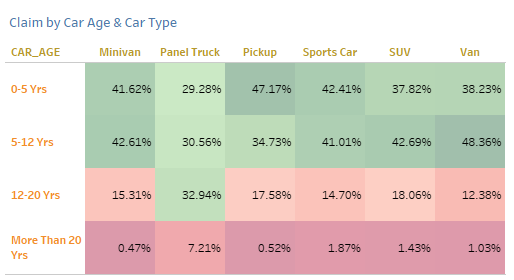 Claim by Car Age & Car Type
CAR_AGE Minivan Panel Truck Pickup Sports Car SUV Van
0-5 Yrs 41.62% 29.28% 47.17% 42.41% 37.82% 38.23%
5-12 Yrs 42.61% 30.56% 34.73% 41.01% 42.69% 48.36%
12-20 Yrs 15.31% 32.94% 17.58% 14.70% 18.06% 12.38%
More Than 20
Yrs 0.47% 7.21% 0.52% 1.87% 1.43% 1.03%